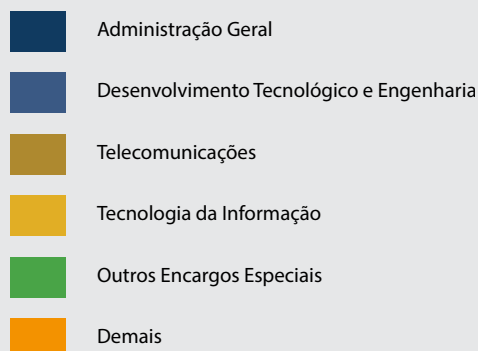 Administração Geral
Desenvolvimento Tecnológico e Engenharia
Telecomunicações
Tecnologia da Informação
Outros Encargos Especiais
Demais